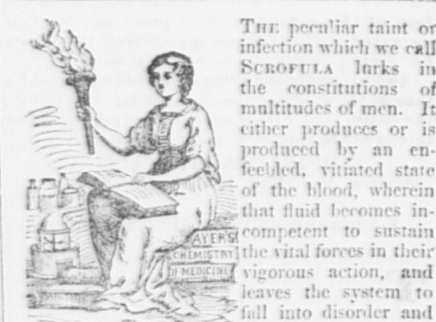 THE peculiar taint or
infection which we call
SCROFULA lurks in
the constitutions of
multitudes of men. It
either produces or is
produced by an en-
feebled, vitiated state
of the blood, wherein
that fluid becomes in-
competent to sustain
the vital forces in their
vigorous action, and
leaves the system to
fall into disorder and
AYER'S
CHEMISTRY
OF MEDICINE